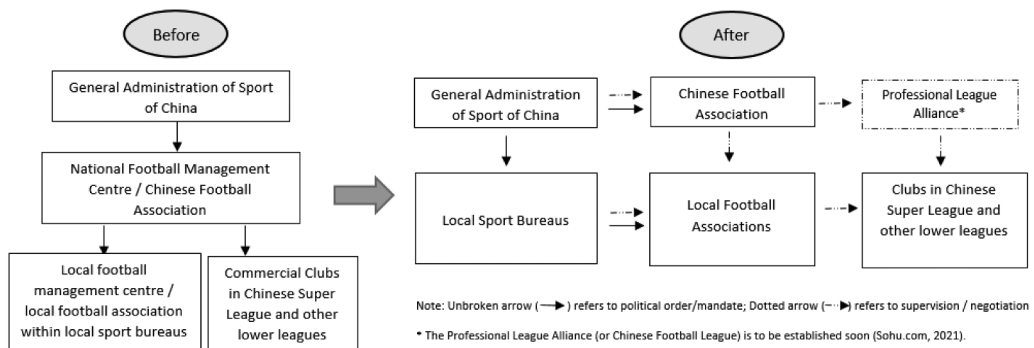 Before
General Administration of Sport
of China
National Football Management
Centre / Chinese Football
Association
Local football
management centre /
local football association
within local sport bureaus
Commercial Clubs
in Chinese Super
League and other
lower leagues
After
General Administration
of Sport of China
Chinese Football
Association
Professional League
Alliance*
Local Sport Bureaus
Local Football
Associations
Clubs in Chinese
Super League and
other lower leagues
Note: Unbroken arrow ( ) refers to political order/mandate; Dotted arrow ( ) refers to supervision / negotiation
* The Professional League Alliance (or Chinese Football League) is to be established soon (Sohu.com, 2021).